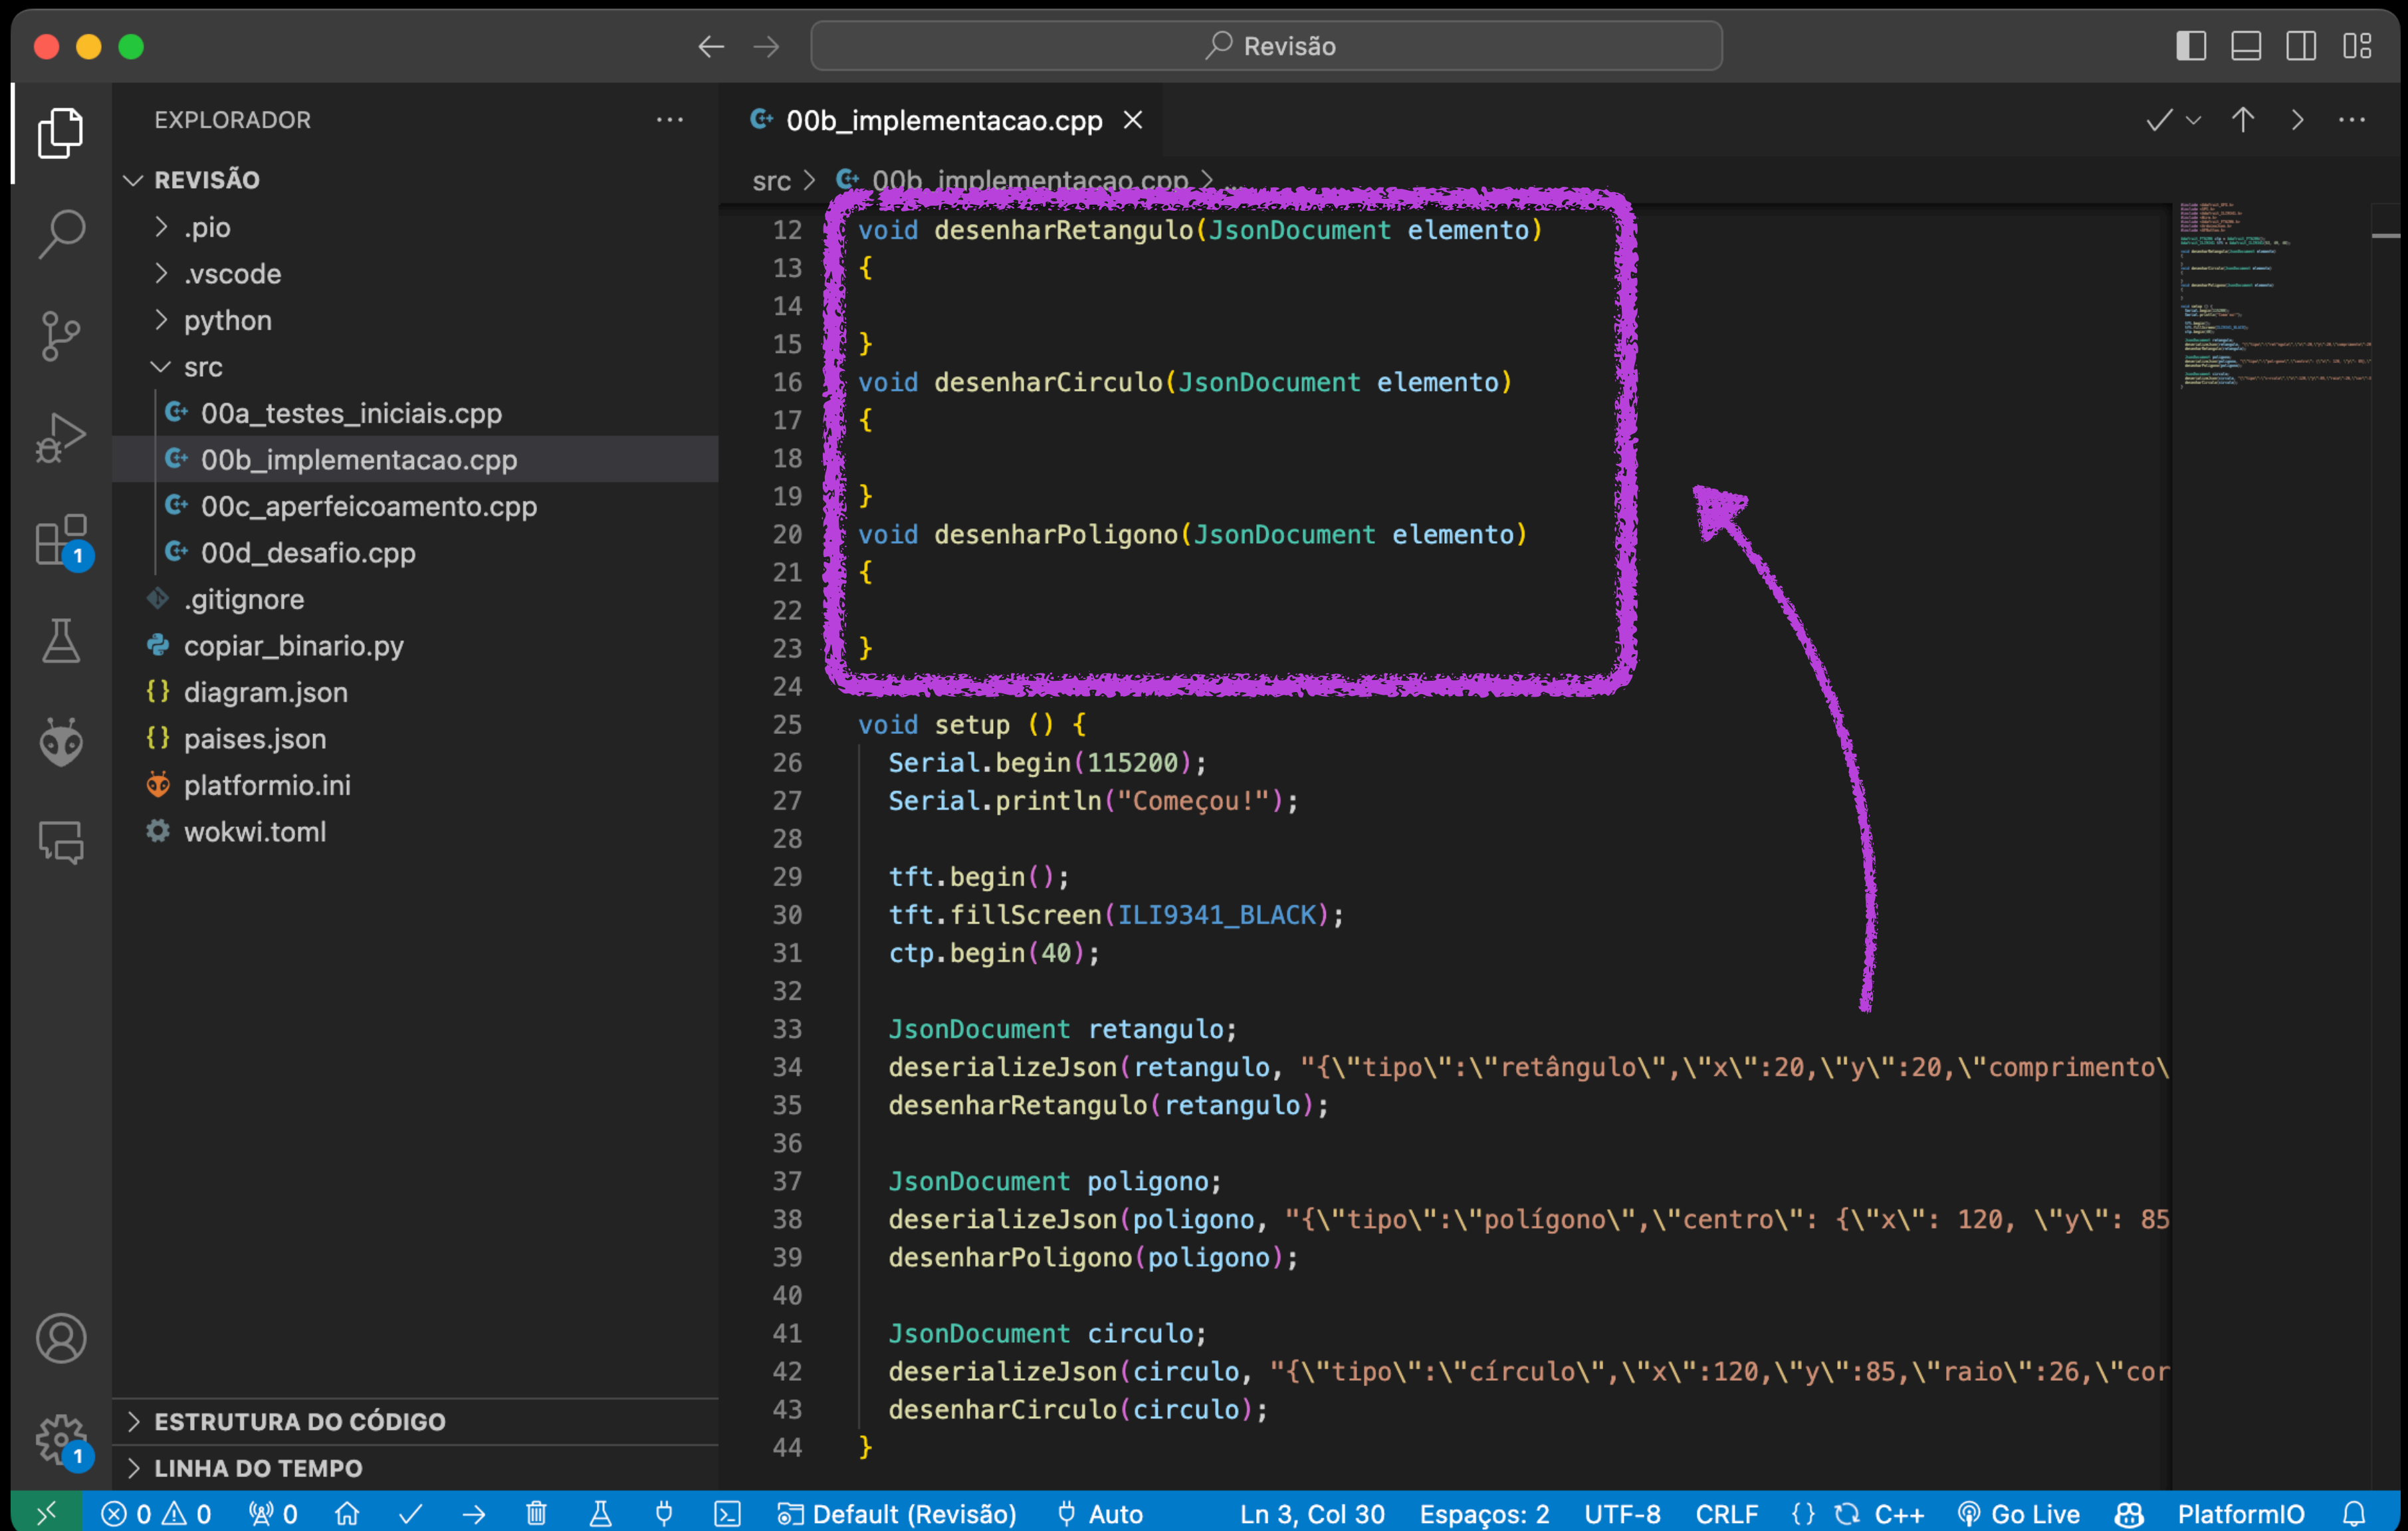 Revisão
EXPLORADOR
REVISÃO
.pio
.vscode
python
src
00a_testes_iniciais.cpp
00b_implementacao.cpp
00c_aperfeicoamento.cpp
00d_desafio.cpp
.gitignore
copiar_binario.py
diagram.json
paises.json
platformio.ini
wokwi.toml
ESTRUTURA DO CÓDIGO
LINHA DO TEMPO
1
1
00b_implementacao.cpp
src > 00b_implementacao.cpp > ...
12 void desenharRetangulo(JsonDocument elemento)
13 {
14
15 }
16 void desenharCirculo(JsonDocument elemento)
17 {
18
19 }
20 void desenharPoligono(JsonDocument elemento)
21 {
22
23 }
24
25 void setup () {
26 Serial.begin(115200);
27 Serial.println("Começou!");
28
29 tft.begin();
30 tft.fillScreen(ILI9341_BLACK);
31 ctp.begin(40);
32
33 JsonDocument retangulo;
34 deserializeJson(retangulo, "{\"tipo\":\"retângulo\",\"x\":20,\"y\":20,\"comprimento\
35 desenharRetangulo(retangulo);
36
37 JsonDocument poligono;
38 deserializeJson(poligono, "{\"tipo\":\"polígono\",\"centro\": {\"x\": 120, \"y\": 85
39 desenharPoligono(poligono);
40
41 JsonDocument circulo;
42 deserializeJson(circulo, "{\"tipo\":\"círculo\",\"x\":120,\"y\":85,\"raio\":26,\"cor
43 desenharCirculo(circulo);
44 }
0 0 0 Default (Revisão) Auto Ln 3, Col 30 Espaços: 2 UTF-8 CRLF {} C++ Go Live PlatformIO